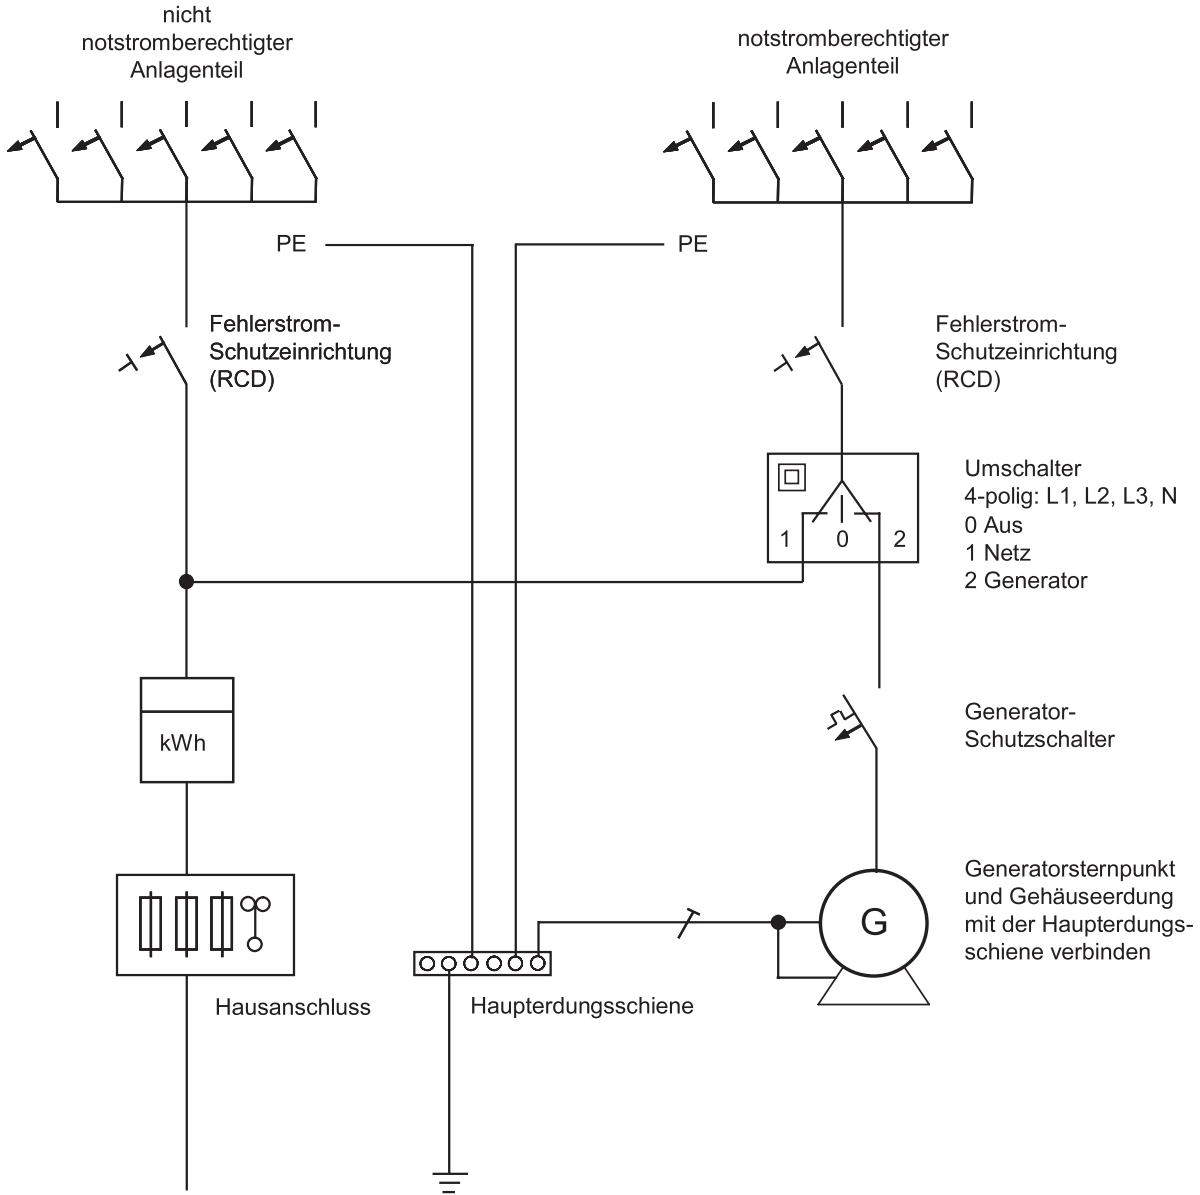 nicht
notstromberechtigter
Anlagenteil
notstromberechtigter
Anlagenteil
PE
PE
Fehlerstrom-
Schutzeinrichtung
(RCD)
Fehlerstrom-
Schutzeinrichtung
(RCD)
1
0
2
Umschalter
4-polig: L1, L2, L3, N
0 Aus
1 Netz
2 Generator
kWh
Generator-
Schutzschalter
G
Generatorsternpunkt
und Gehäuseerdung
mit der Haupterdungs-
schiene verbinden
Hausanschluss
Haupterdungsschiene